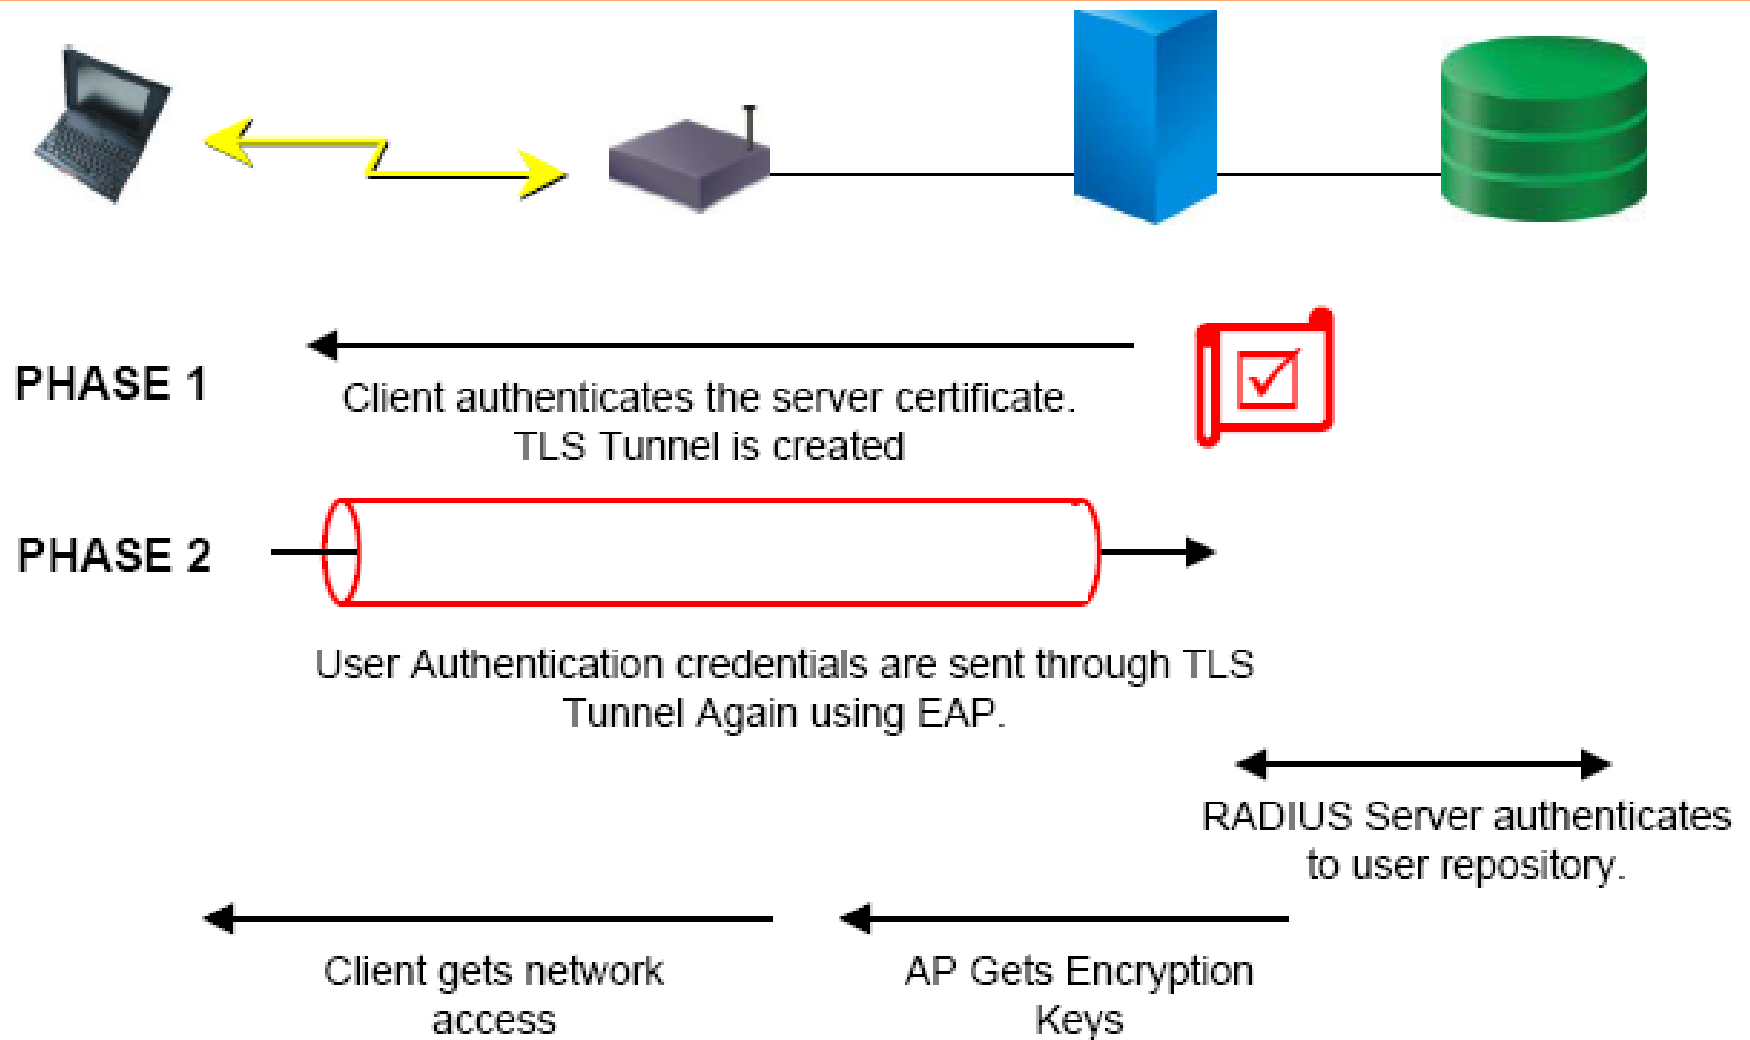 PHASE 1
Client authenticates the server certificate.
TLS Tunnel is created
PHASE 2
User Authentication credentials are sent through TLS
Tunnel Again using EAP.
RADIUS Server authenticates
to user repository.
Client gets network
access
AP Gets Encryption
Keys